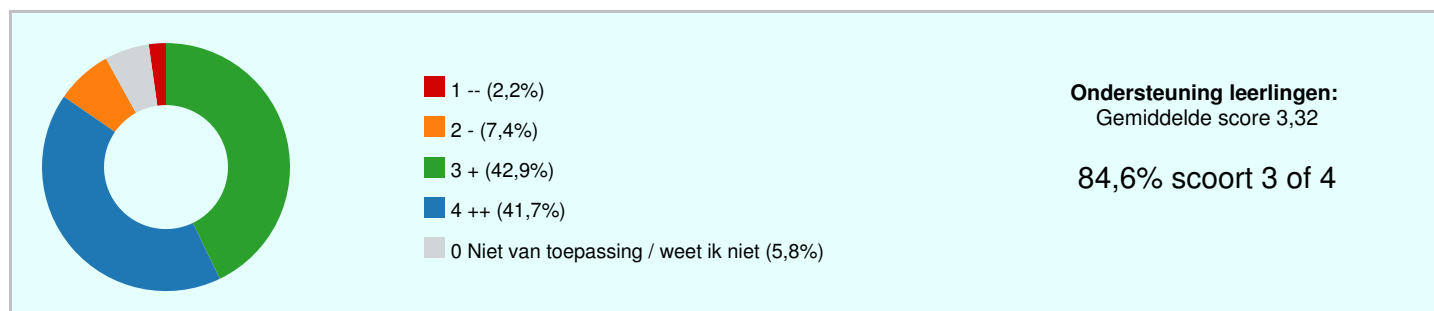 1 -- (2,2%)
2 - (7,4%)
3 + (42,9%)
4 ++ (41,7%)
0 Niet van toepassing / weet ik niet (5,8%)
Ondersteuning leerlingen:
Gemiddelde score 3,32
84,6% scoort 3 of 4